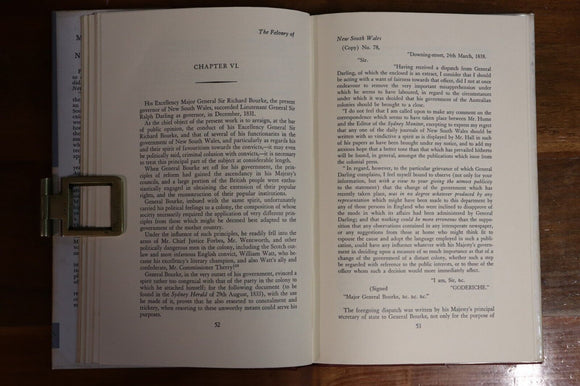 The Felonry of
CHAPTER VI.
His Excellency Major General Sir Richard Bourke, the present
governor of New South Wales, succeeded Lieutenant General Sir
Ralph Darling as governor, in December, 1831.
As the chief object of the present work is to arraign, at the bar
of public opinion, the conduct of his Excellency General Sir
Richard Bourke, and that of several of his functionaries in the
government of New South Wales, and particularly as regards his
and their spirit of favouritism towards the convicts,—it may even
be politically said, criminal collusion with convicts,—it is necessary
to treat this principal part of the subject at considerable length.
When General Bourke set out for his government, the prin-
ciples of reform had gained the ascendancy in his Majesty's
councils, and a large portion of the British people were enthu-
siastically engaged in obtaining the extension of their popular
rights, and the reconstruction of their popular institutions.
General Bourke, imbued with the same spirit, unfortunately
carried his political feelings to a colony, the composition of whose
society necessarily required the application of very different prin-
ciples from those which might be deemed best adapted to the
government of the mother country.
Under the influence of such principles, he readily fell into the
arms of Mr. Chief Justice Forbes, Mr. Wentworth, and other
politically dangerous men in the colony, including the Scotch out-
law and most infamous English convict, William Watt, who be-
came his excellency's literary champion, and also Watt's ally and
confederate, Mr. Commissioner Therry!
General Bourke, in the very outset of his government, evinced
a spirit rather too congenial to that of the party in the colony to
which he attached himself; for the following document (to be
found in the Sydney Herald of 29th August, 1833), with the use
made of it, proves that he also resorted to concealment and
trickery, when resorting to such means would better serve his
purposes.
52
New South Wales
(Copy) No. 78,
"Downing-street, 24th March, 1838.
"Sir.
"Having received a dispatch from General
Darling, of which the enclosed is an extract, I consider that I should
be acting with a want of fairness towards that officer, if I did not
endeavour to remove the very material misapprehension under
which he seems to have laboured, in regard to the circumstances
under which it was decided that his government of the Australian
colonies should be brought to a close.
"I do not feel that I am called upon to make any comment on
the correspondence which seems to have taken place between Mr.
Hume and the Editor of the Sydney Monitor, excepting to express my regret
that any one of the daily journals of New South Wales should be
written with so vindictive a spirit as is displayed by Mr. Hall in such
of his publications as have been brought under my notice, and to add my
anxious hope that a better tone than that which has prevailed hitherto
will be found, in general, amongst the publications which issue from
the colonial press.
"With regard, however, to the particular grievance of which
General Darling complains, I feel myself bound to state (not only for his
information, but with a view to your giving the utmost publicity
to the statement) that the change of the government which has
recently taken place, was in no degree whatever produced by any
representation which might have been made to this effect, and that
any of the persons in England who were inclined to disapprove of
the mode in which its affairs had been administered by General
Darling; and that nothing could be more erroneous than the suppo-
sition that any observations contained in any intemperate newspaper,
or any suggestions from those at home who might think fit to
espouse the cause and adopt the language employed in such a pub-
lication, could have any influence whatever with his Majesty's govern-
ment in deciding upon a measure of so much importance as the
change of the government of a distant colony, whether such a step
be regarded with reference to the public interests, or those of the
officer whom such a decision would more immediately affect.
"I am, Sir, &c.
(Signed "GODERICHE."
"Major General Bourke, &c. &c. &c."
The foregoing dispatch was written by his Majesty's principal
secretary of state to General Bourke, not only for the purpose of